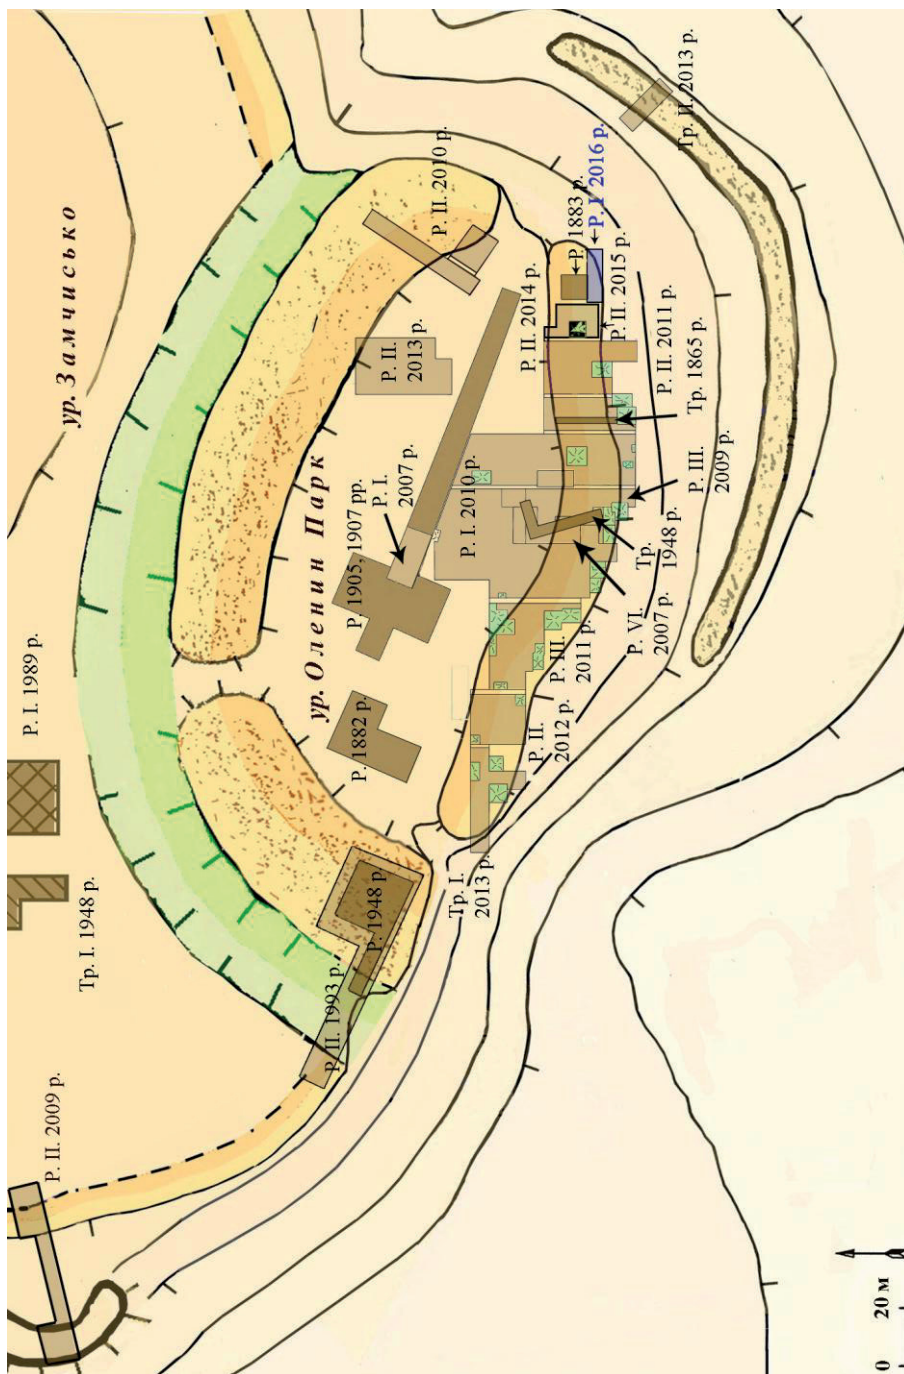 ур. Замчисько
ур. Оленин Парк
Р. І. 1989 р.
Тр. І. 1948 р.
Р. ІІ. 2009 р.
Р. ІІ. 1993 р.
Р. 1948 р.
Р. 1882 р.
Р. 1905, 1907 рр.
Р. І.
2007 р.
Р. ІІ.
2013 р.
Р. ІІ. 2010 р.
Тр. ІІ. 2013 р.
Р. І. 2016 р.
Р. 1883 р.
Р. ІІ. 2015 р.
Р. ІІ. 2014 р.
Р. ІІ. 2011 р.
Тр. 1865 р.
Р. ІІІ.
2009 р.
Р. І. 2010 р.
Тр.
1948 р.
Р. VІ.
2007 р.
Р. ІІІ.
2011 р.
Р. ІІ.
2012 р.
Тр. І.
2013 р.
0 20 м